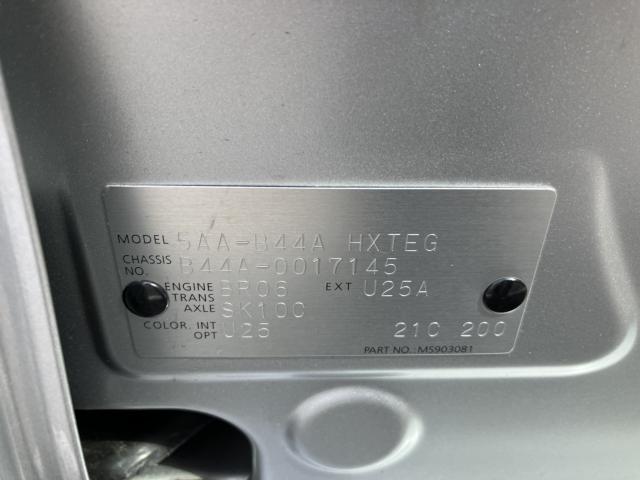 MODEL 5AA-B44A HXTEG
CHASSIS NO. B44A-0017145
ENGINE BR06 EXT U25A
TRANS AXLE SK10C
COLOR. INT U25 21C 200
OPT
PART NO.: MS903081